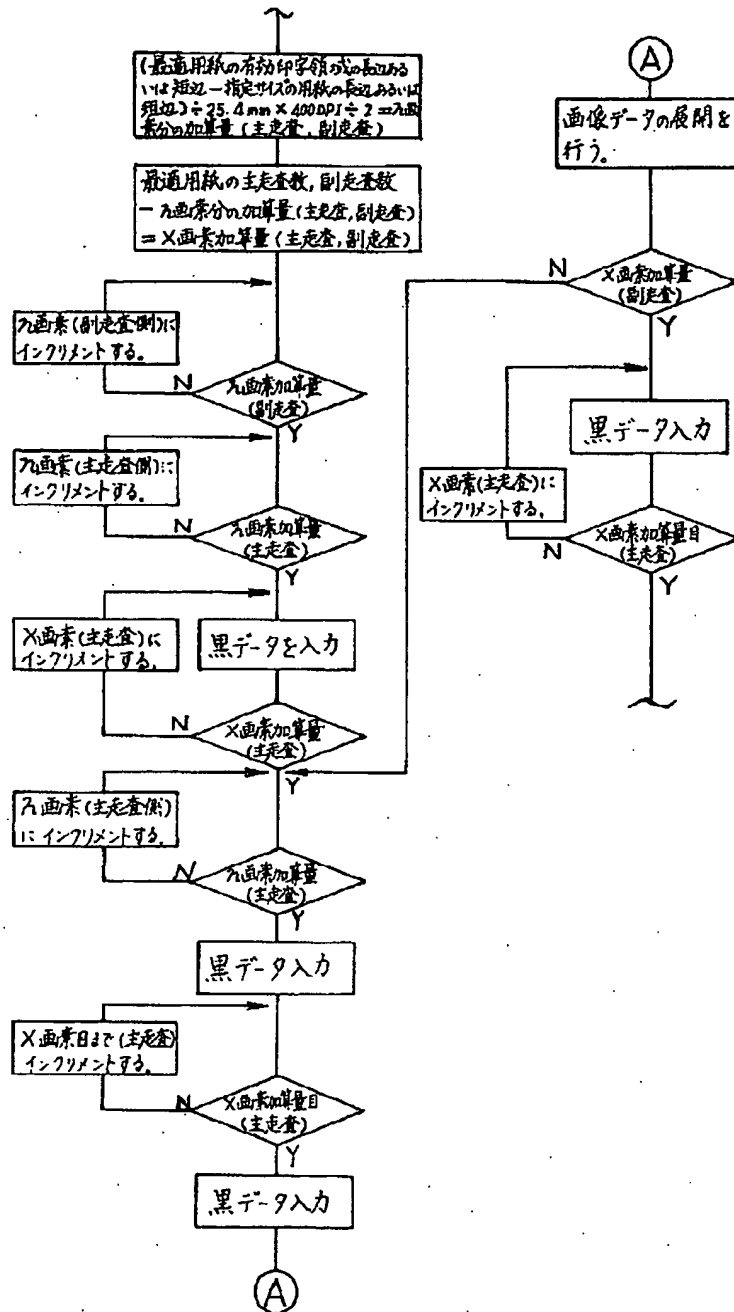 (最適用紙の有効印字領域の長辺ある
いは短辺ー指定サイズの用紙の長辺あるいは
短辺)÷25.4mm×400DPI÷2=n画
素分の加算量(主走査,副走査)
最適用紙の主走査数,副走査数
ーn画素分の加算量(主走査,副走査)
=X画素加算量(主走査,副走査)
n画素(副走査側)に
インクリメントする。
N
n画素加算量
(副走査)
Y
n画素(主走査側)に
インクリメントする。
N
n画素加算量
(主走査)
Y
X画素(主走査)に
インクリメントする。
黒データを入力
N
X画素加算量
(主走査)
Y
n画素(主走査側)
にインクリメントする。
N
n画素加算量
(主走査)
Y
黒データ入力
X画素目まで(主走査)
インクリメントする。
N
X画素加算量目
(主走査)
Y
黒データ入力
A
A
画像データの展開を
行う。
N
X画素加算量
(副走査)
Y
黒データ入力
X画素(主走査)に
インクリメントする。
N
X画素加算量目
(主走査)
Y